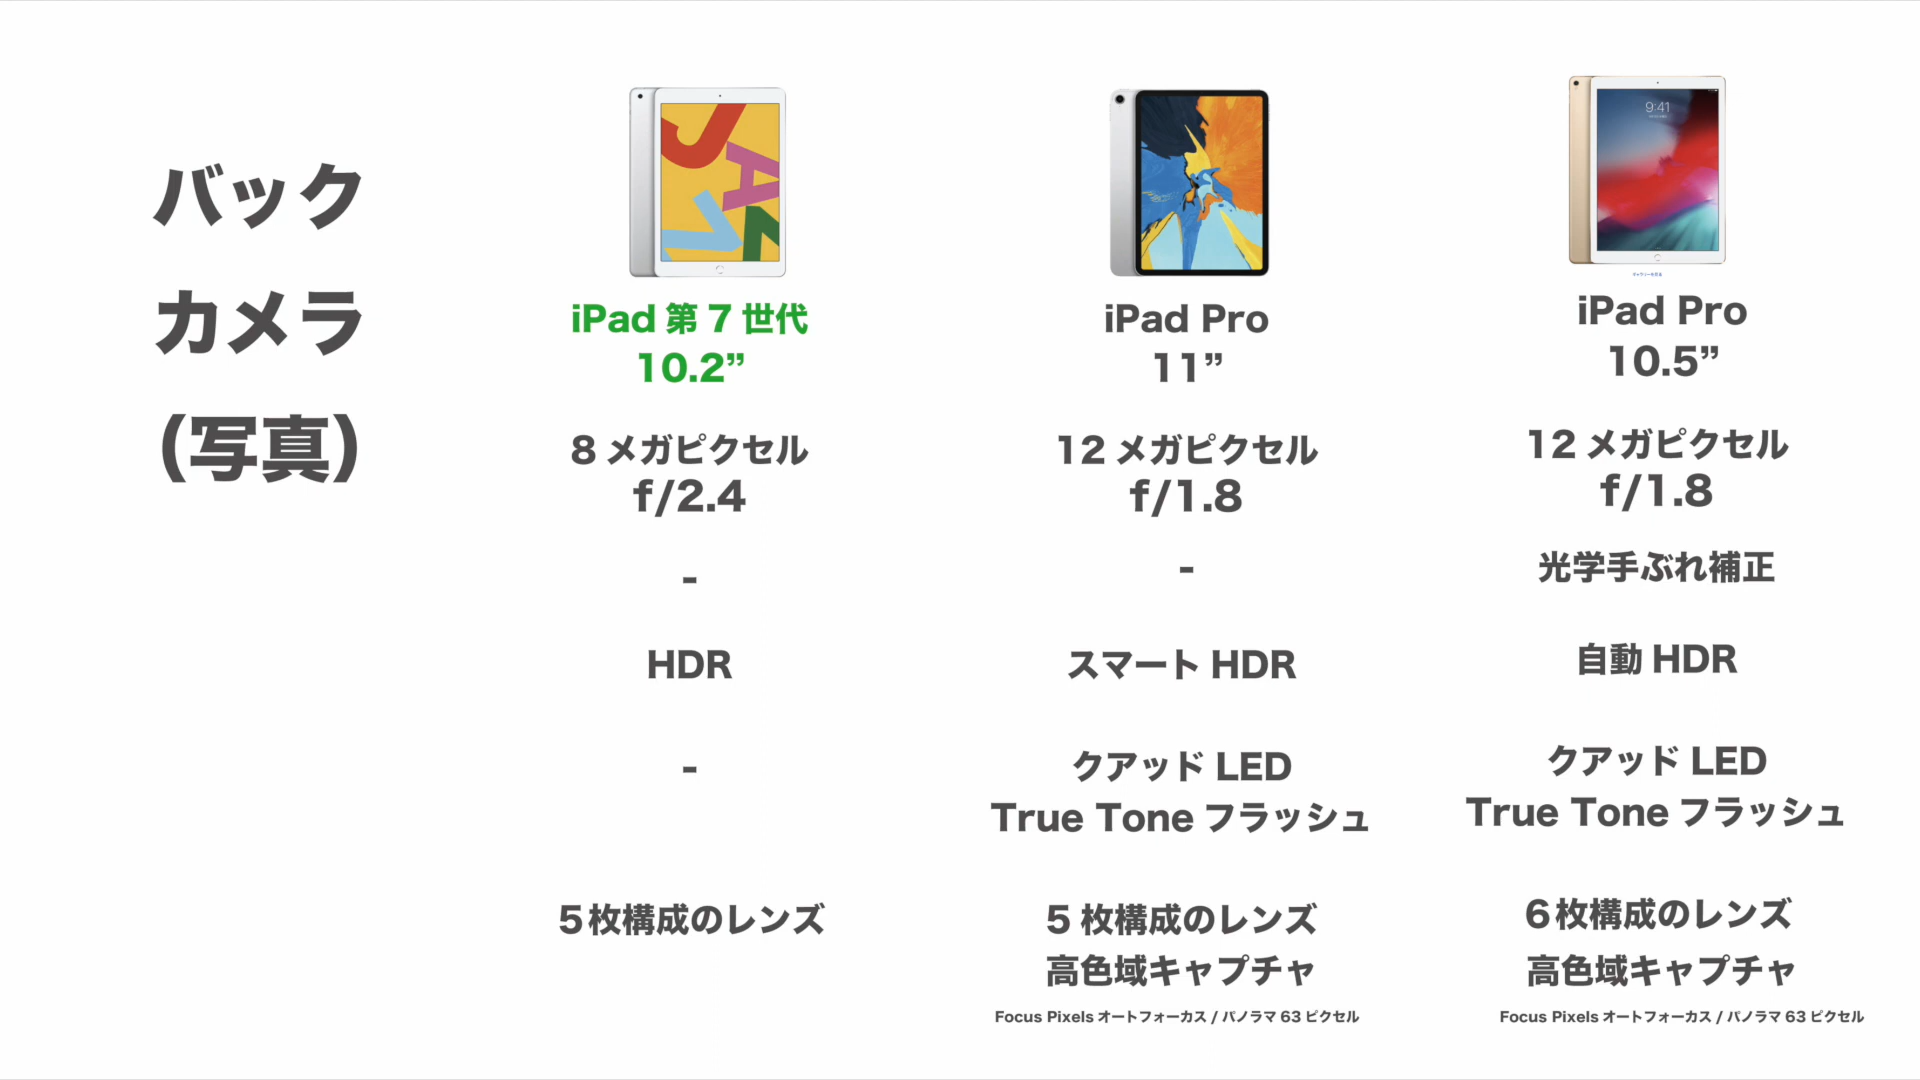 バック
カメラ
(写真)
iPad 第 7 世代
10.2”
8 メガピクセル
f/2.4
-
HDR
-
5枚構成のレンズ
iPad Pro
11”
12 メガピクセル
f/1.8
-
スマート HDR
クアッド LED
True Tone フラッシュ
5 枚構成のレンズ
高色域キャプチャ
Focus Pixels オートフォーカス / パノラマ 63 ピクセル
9:41
iPad Pro
10.5”
12 メガピクセル
f/1.8
光学手ぶれ補正
自動 HDR
クアッド LED
True Tone フラッシュ
6枚構成のレンズ
高色域キャプチャ
Focus Pixels オートフォーカス / パノラマ 63 ピクセル